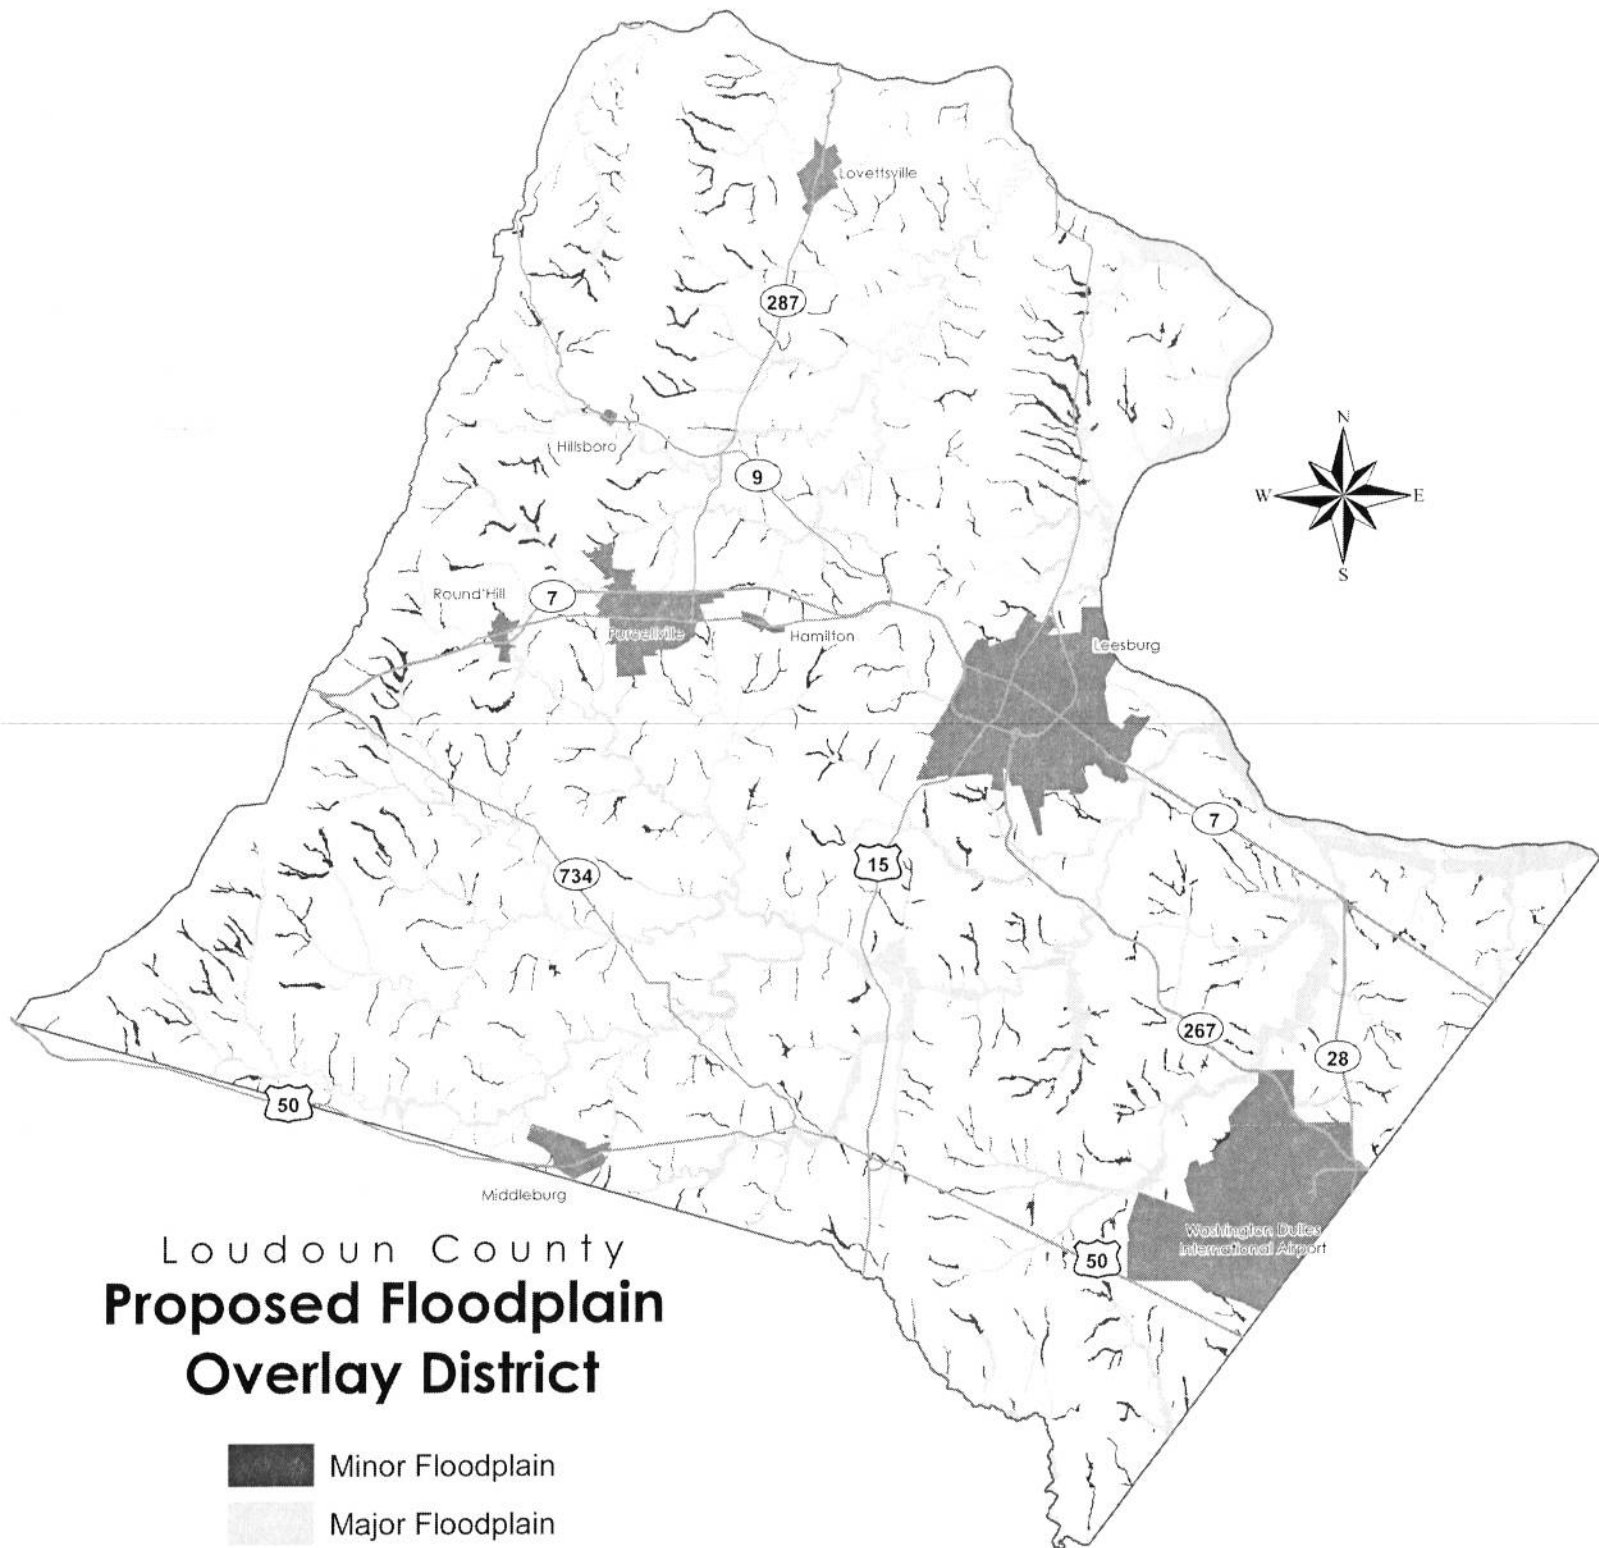 Lovettsville
287
N
Hillsboro
9
W
E
S
Round Hill
7
Purcellville
Hamilton
Leesburg
7
15
734
267
28
50
Middleburg
Washington Dulles
International Airport
50
Loudoun County
Proposed Floodplain
Overlay District
Minor Floodplain
Major Floodplain